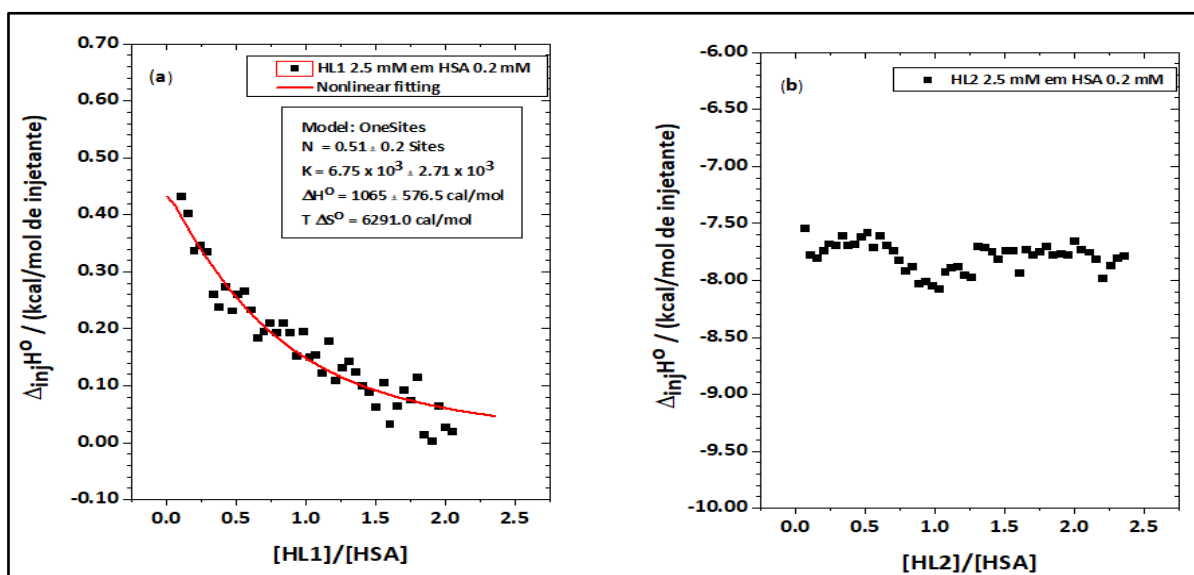 (a)
HL1 2.5 mM em HSA 0.2 mM
Nonlinear fitting
Model: OneSites
N = 0.51 ± 0.2 Sites
K = 6.75 x 10³ ± 2.71 x 10³
ΔHᴼ = 1065 ± 576.5 cal/mol
T ΔSᴼ = 6291.0 cal/mol
ΔinjHᴼ / (kcal/mol de injetante)
0.70
0.60
0.50
0.40
0.30
0.20
0.10
0.00
-0.10
0.0 0.5 1.0 1.5 2.0 2.5
[HL1]/[HSA]
(b)
HL2 2.5 mM em HSA 0.2 mM
ΔinjHᴼ / (kcal/mol de injetante)
-6.00
-6.50
-7.00
-7.50
-8.00
-8.50
-9.00
-9.50
-10.00
0.0 0.5 1.0 1.5 2.0 2.5
[HL2]/[HSA]